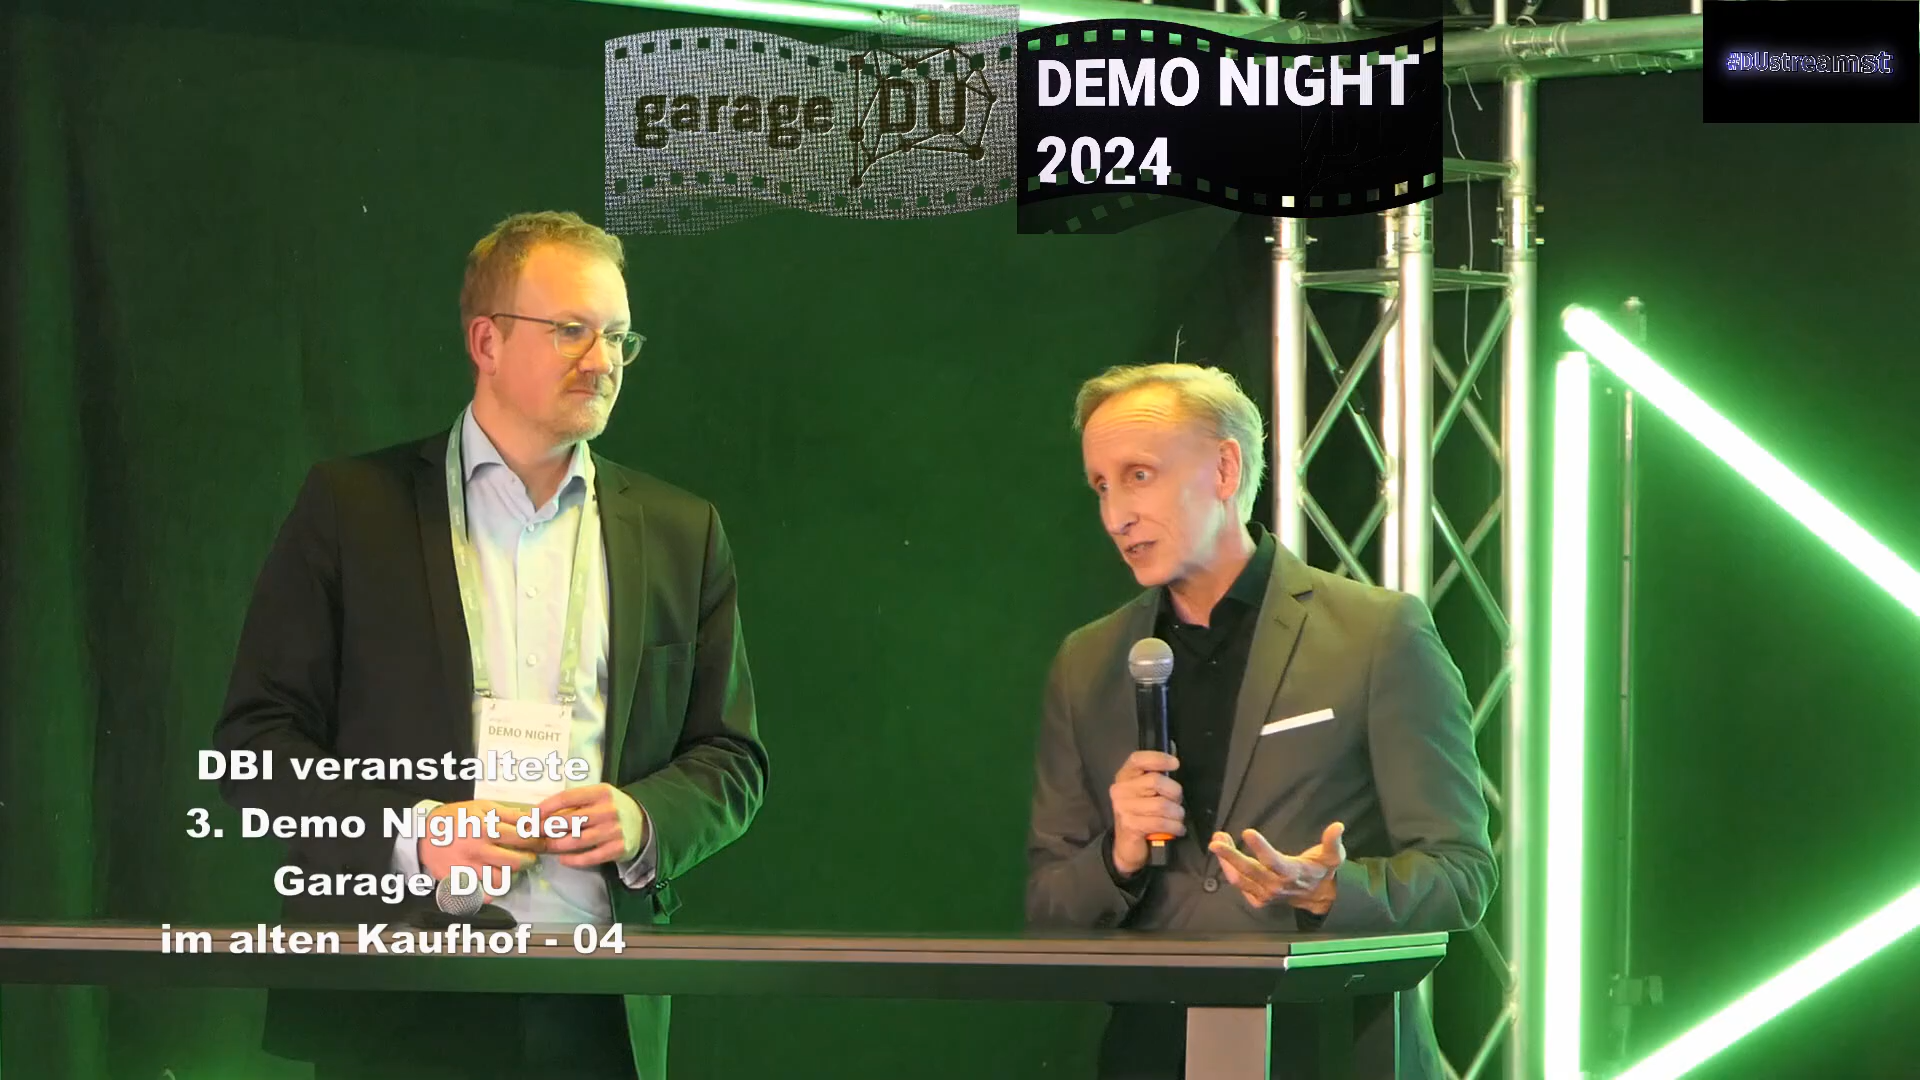 garage DU
DEMO NIGHT
2024
#DUstreamst
DEMO NIGHT
DBI veranstaltete
3. Demo Night der
Garage DU
im alten Kaufhof - 04